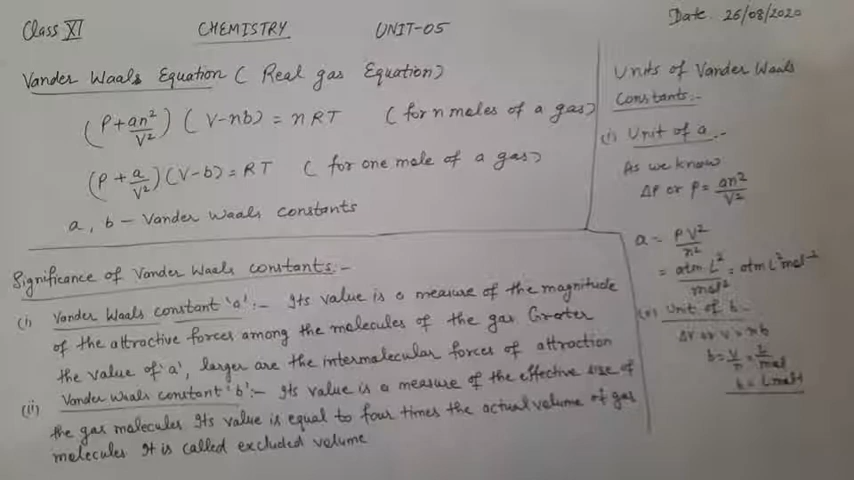 Class XI CHEMISTRY UNIT-05 Date. 26/08/2020
Vander Waals Equation ( Real gas Equation)
(P+an²/V²) (V-nb) = nRT (for n moles of a gas)
(P+a/V²)(V-b)=RT ( for one mole of a gas)
a, b - Vander Waals constants
Significance of Vander Waals constants:-
(i) Vander Waals constant 'a':- Its value is a measure of the magnitude
of the attractive forces among the molecules of the gas Greater
the value of 'a', larger are the intermolecular forces of attraction
(ii) Vander Waals constant 'b':- Its value is a measure of the effective size of
the gas molecules Its value is equal to four times the actual volume of gas
molecules It is called excluded volume
Units of Vander Waals
Constants:-
(i) Unit of a.-
As we know
ΔP or P = an²/V²
a = PV²/n²
= atm L²/mol² = atm L² mol⁻²
Unit of b.
ΔV or V = nb
b = V/n = L/mol
b = L mol⁻¹